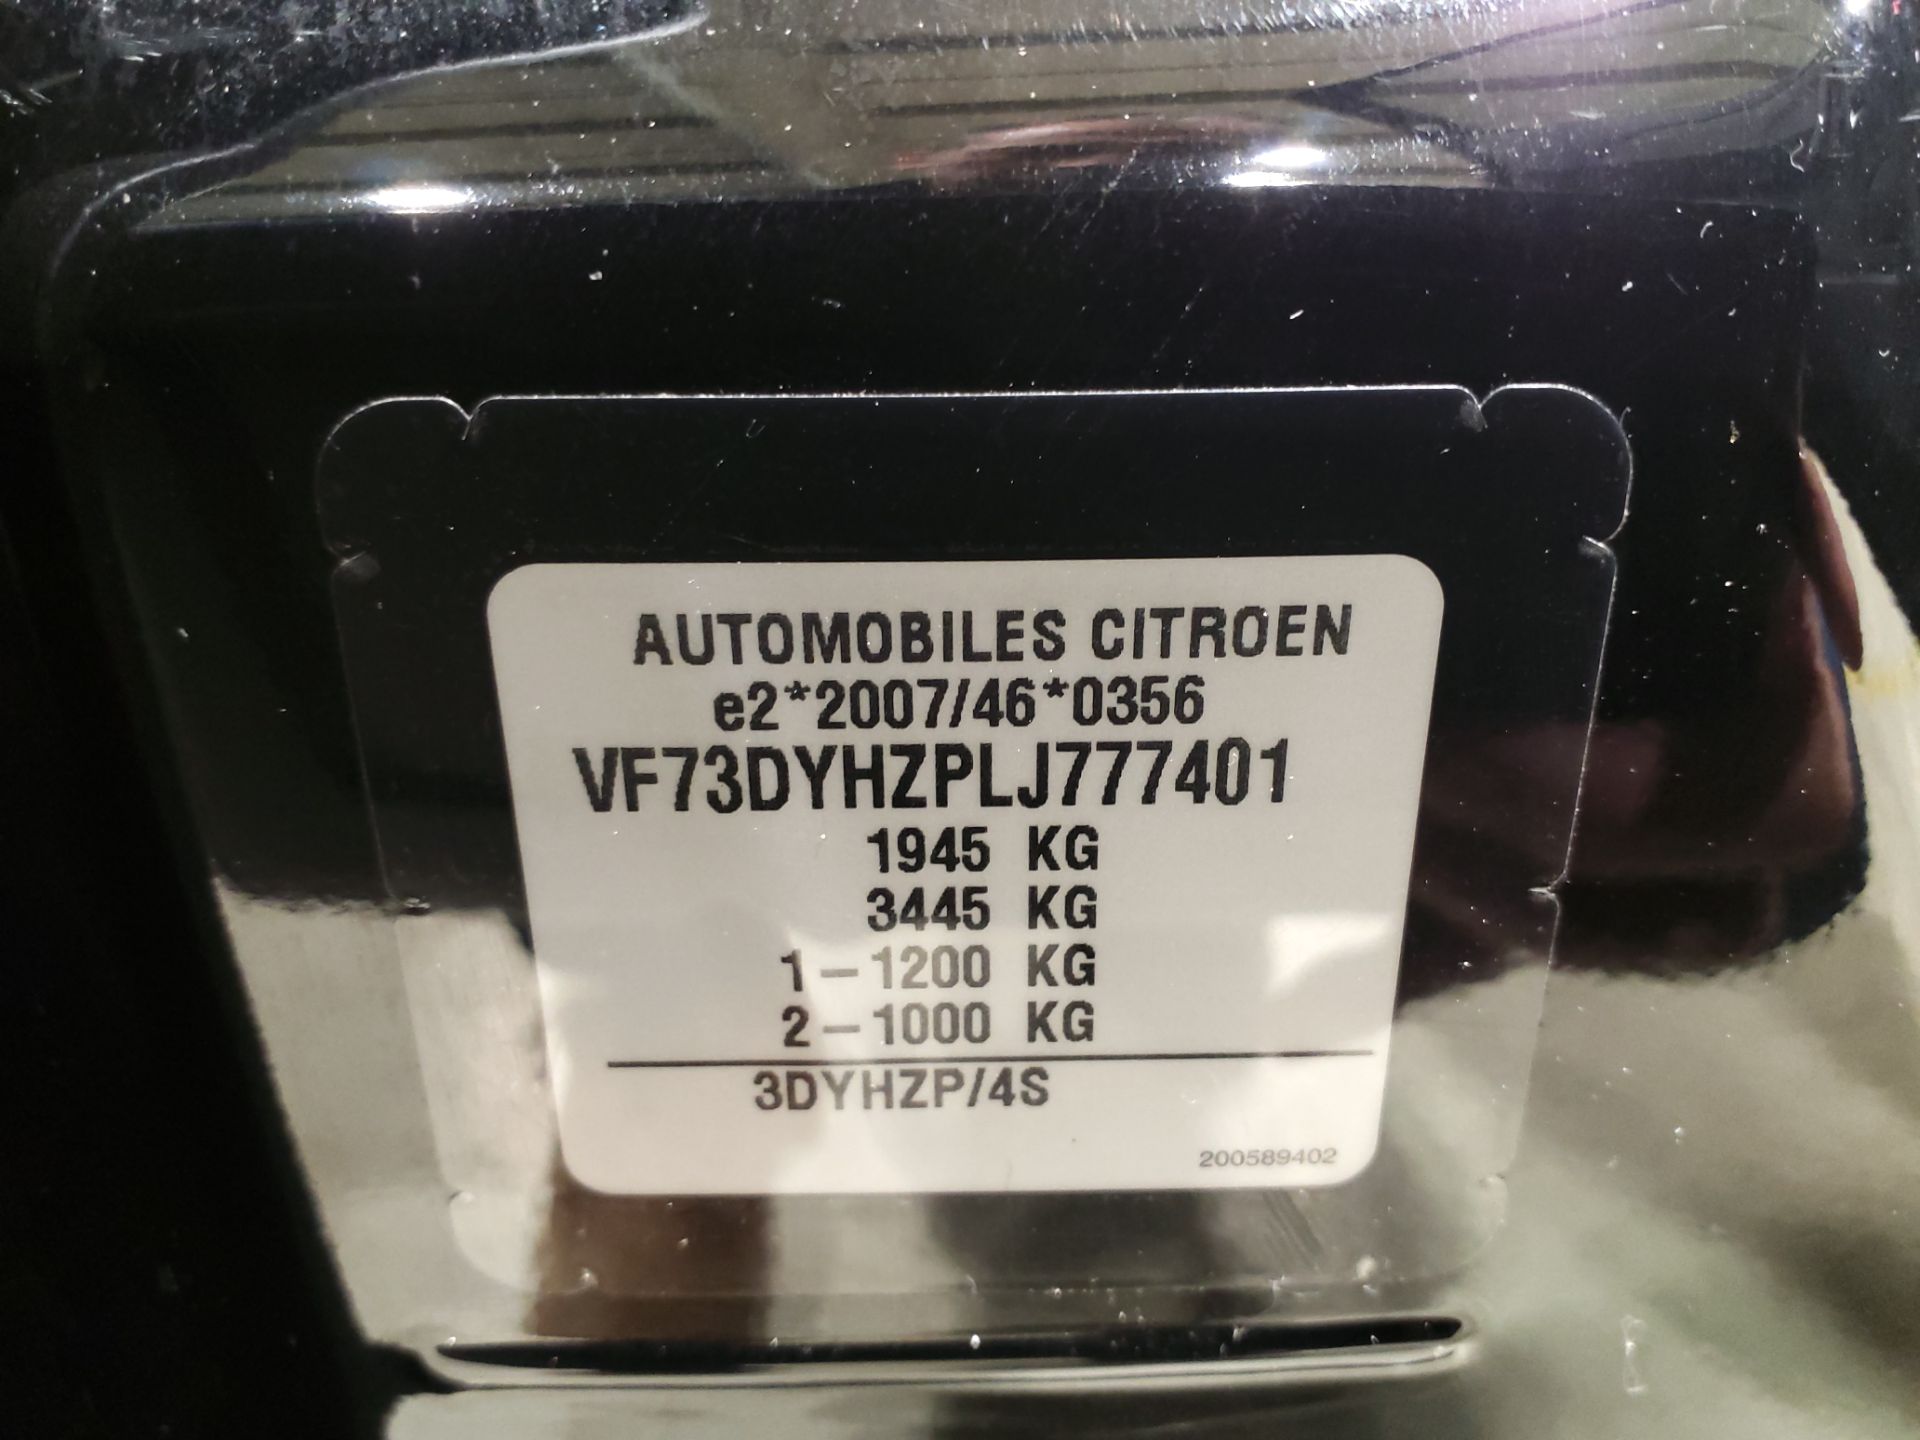 AUTOMOBILES CITROEN
e2*2007/46*0356
VF73DYHZPLJ777401
1945 KG
3445 KG
1-1200 KG
2-1000 KG
3DYHZP/4S
200589402